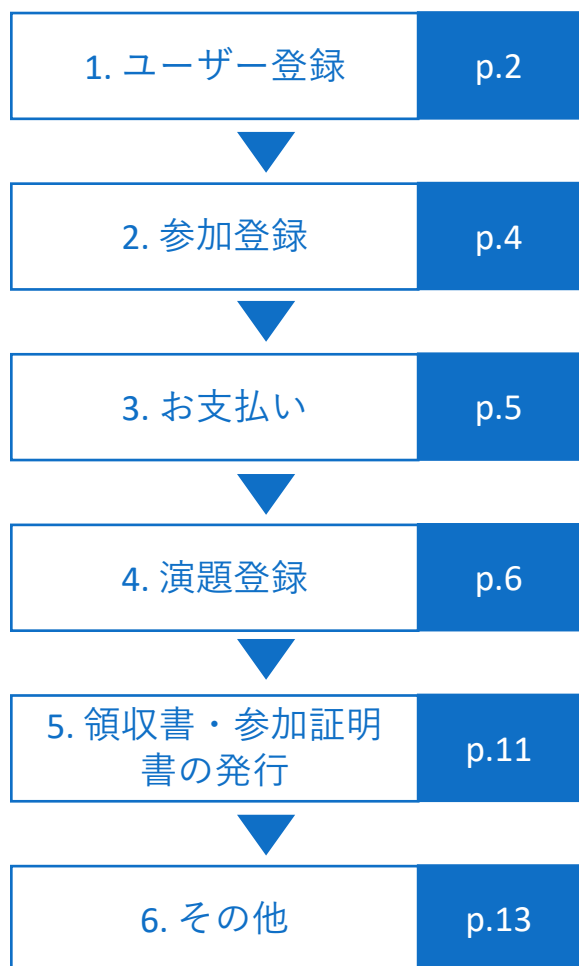 1. ユーザー登録
p.2
2. 参加登録
p.4
3. お支払い
p.5
4. 演題登録
p.6
5. 領収書・参加証明
書の発行
p.11
6. その他
p.13